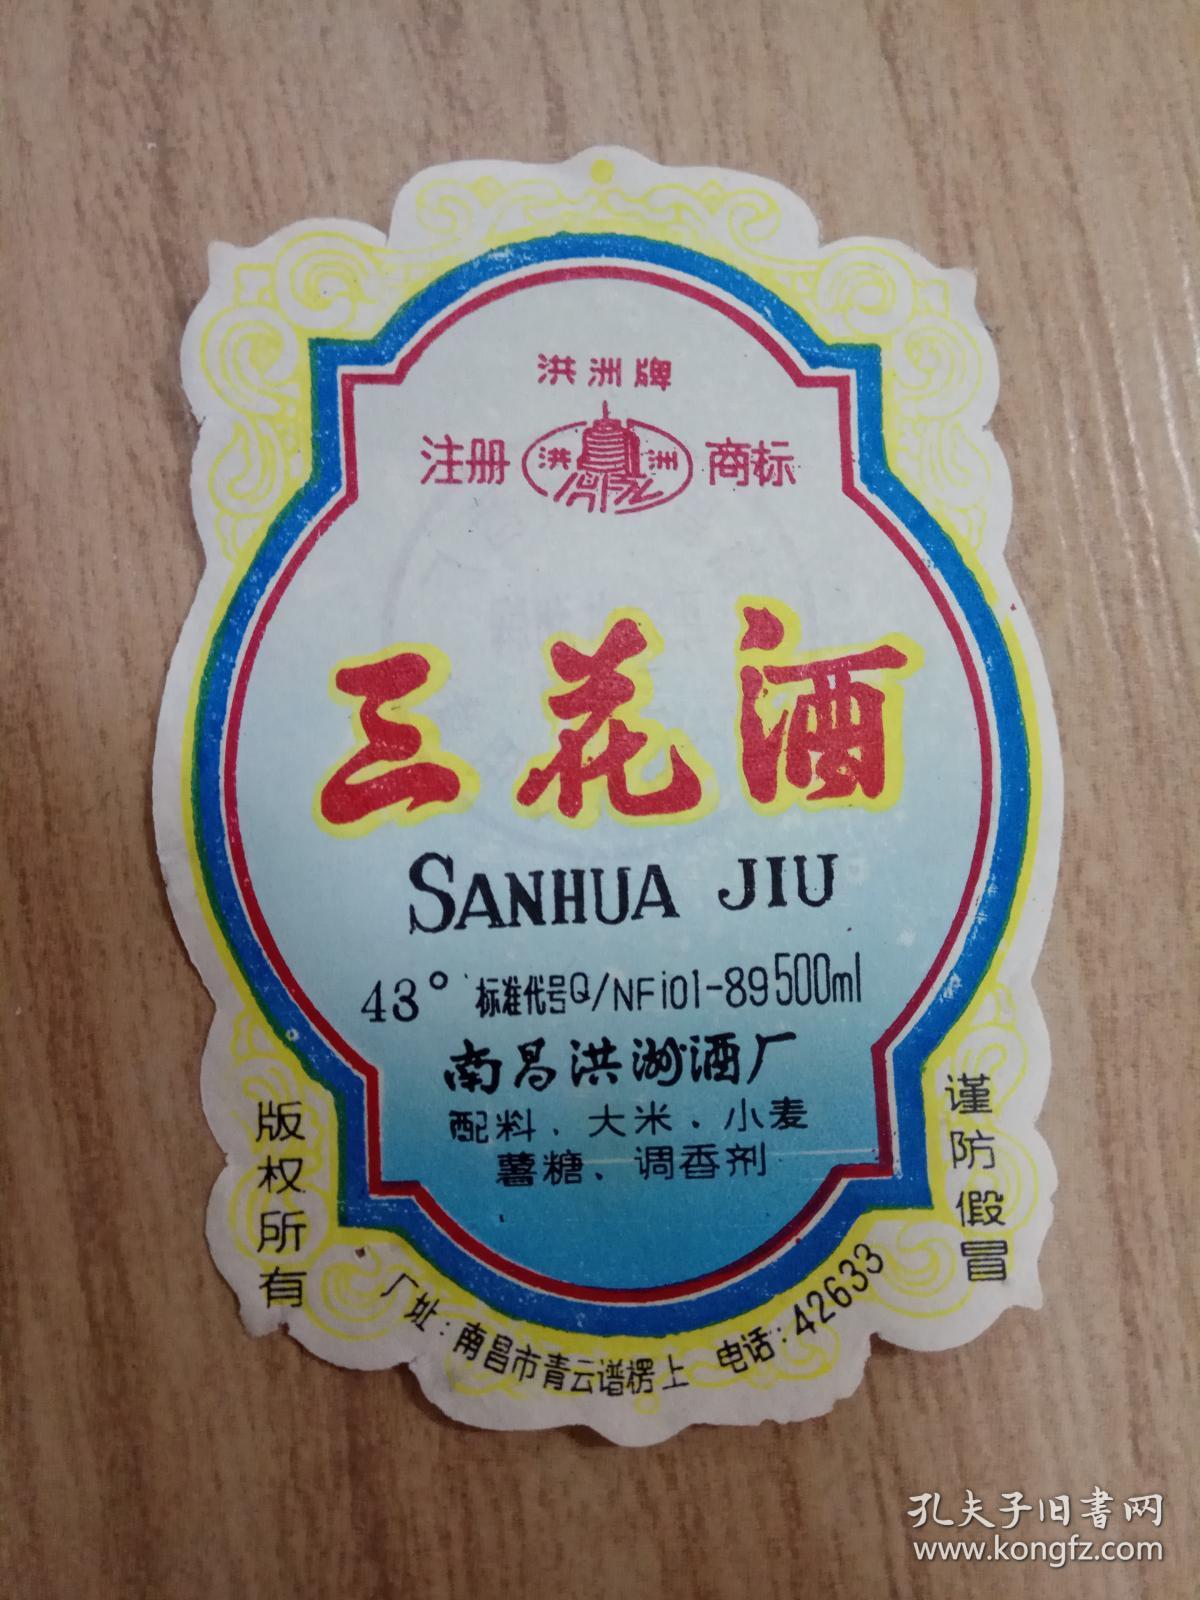 洪洲牌
注册 洪 洲 商标
三花酒
SANHUA JIU
43° 标准代号Q/NFi01-89 500ml
南昌洪洲酒厂
配料、大米、小麦
薯糖、调香剂
版权所有
谨防假冒
厂址:南昌市青云谱楞上 电话:42633
孔夫子旧书网
www.kongfz.com